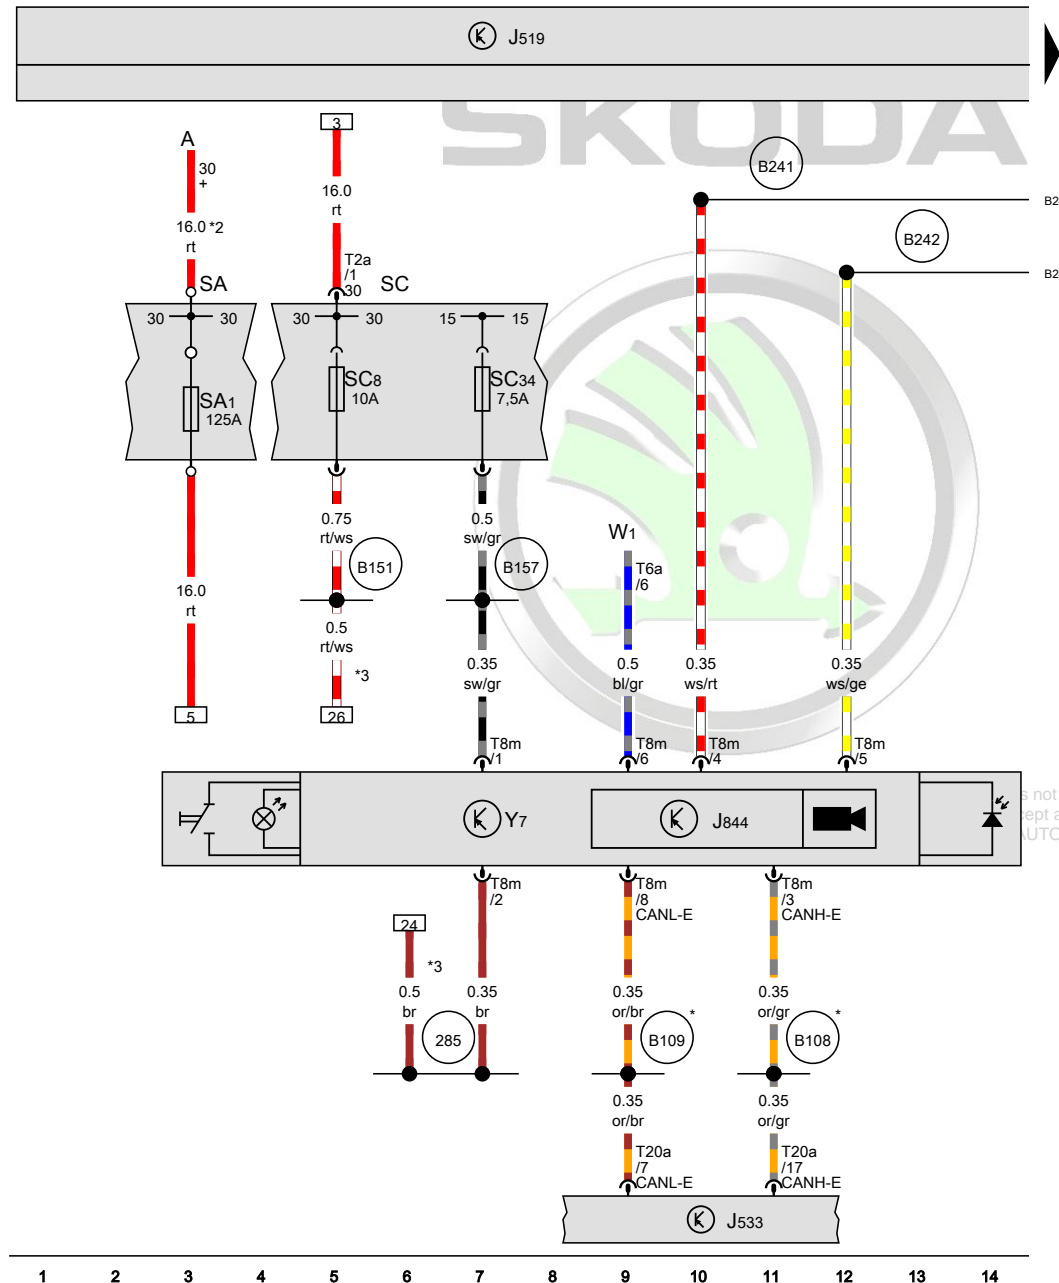 J519
SKODA
A
30
+
16.0 *2
rt
SA
3
16.0
rt
T2a
/1
30
SC
B241
B2
B242
B2
30 30
30 30
15 15
SA1
125A
SC8
10A
SC34
7,5A
0.75
rt/ws
B151
0.5
rt/ws
*3
26
0.5
sw/gr
B157
0.35
sw/gr
T8m
/1
16.0
rt
5
W1
T6a
/6
0.5
bl/gr
T8m
/6
0.35
ws/rt
T8m
/4
0.35
ws/ge
T8m
/5
Y7
J844
s not
cept a
AUTO
T8m
/2
T8m
/8
CANL-E
T8m
/3
CANH-E
24
*3
0.5
br
0.35
br
285
0.35
or/br
B109
*
0.35
or/gr
B108
*
0.35
or/br
0.35
or/gr
T20a
/7
CANL-E
T20a
/17
CANH-E
J533
1 2 3 4 5 6 7 8 9 10 11 12 13 14